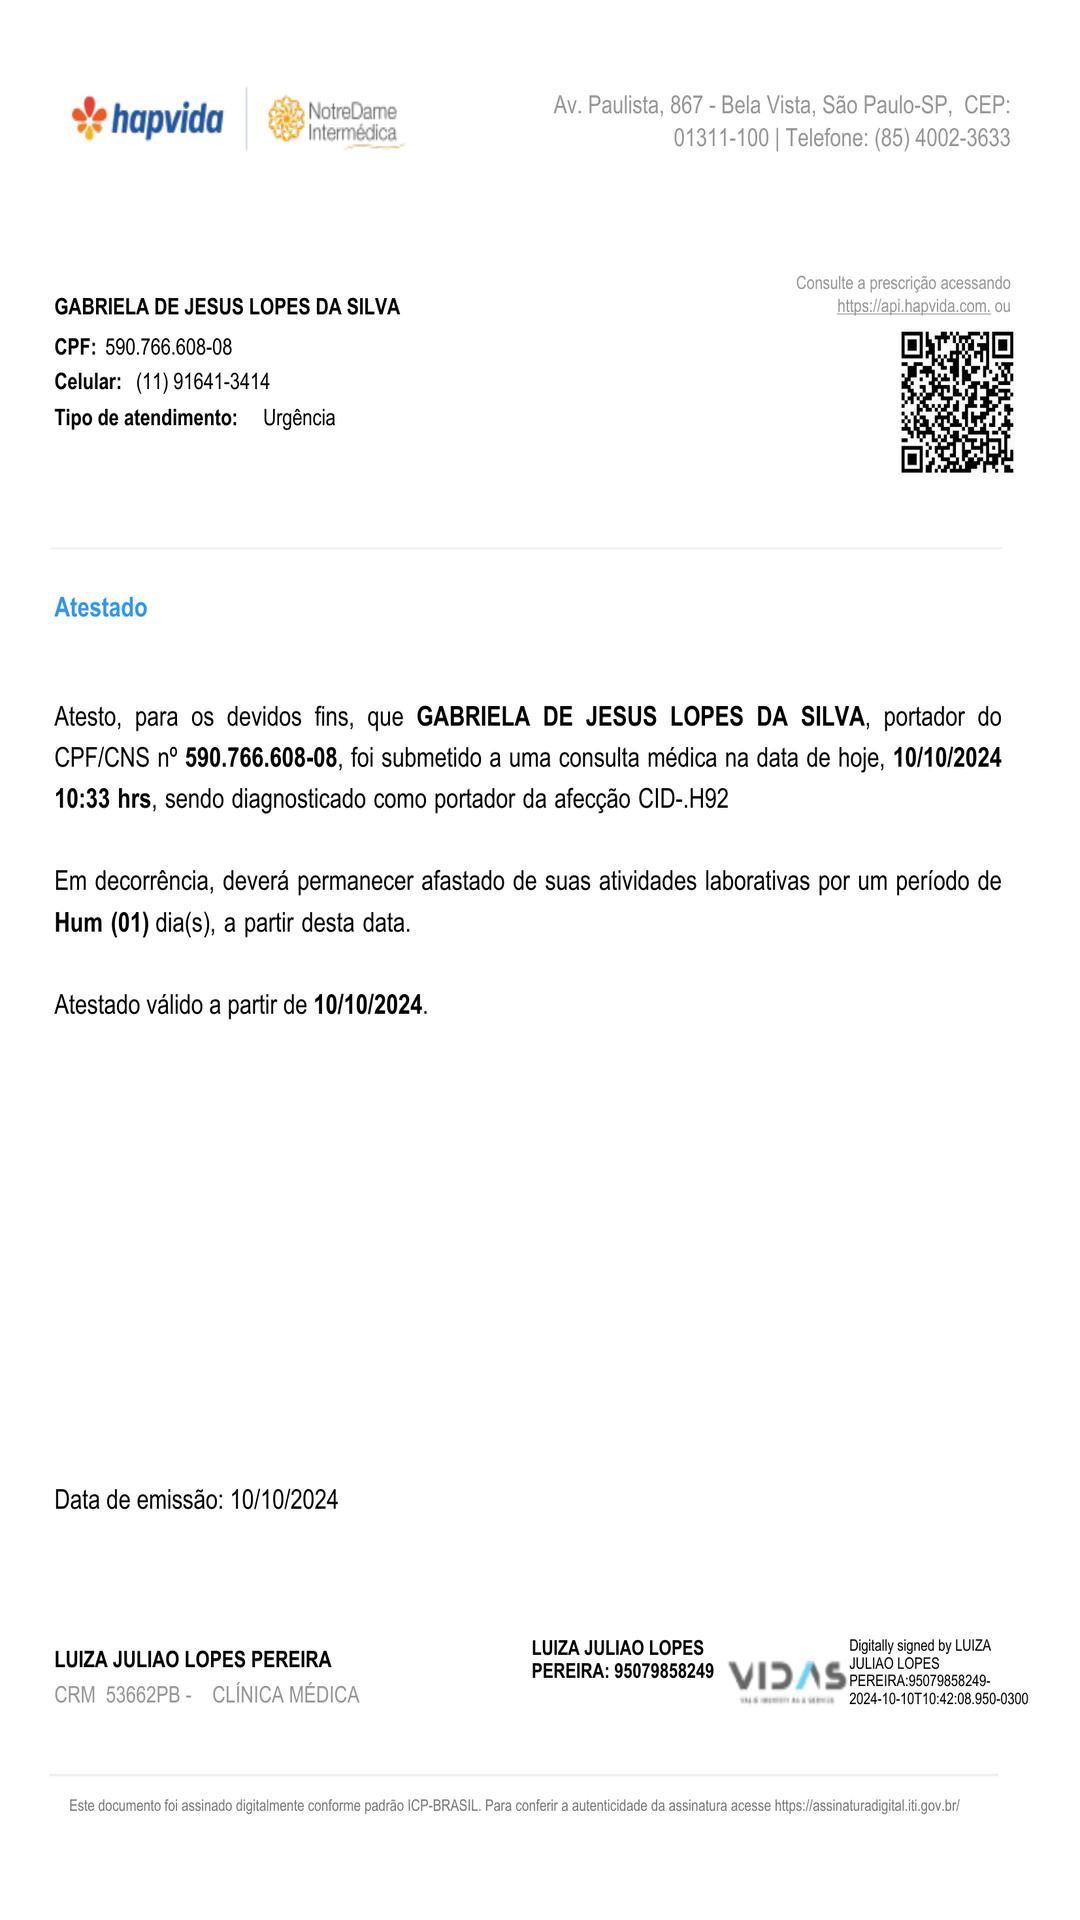 hapvida
NotreDame
Intermédica
Av. Paulista, 867 - Bela Vista, São Paulo-SP, CEP:
01311-100 | Telefone: (85) 4002-3633
Consulte a prescrição acessando
https://api.hapvida.com. ou
GABRIELA DE JESUS LOPES DA SILVA
CPF: 590.766.608-08
Celular: (11) 91641-3414
Tipo de atendimento: Urgência
Atestado
Atesto, para os devidos fins, que GABRIELA DE JESUS LOPES DA SILVA, portador do
CPF/CNS nº 590.766.608-08, foi submetido a uma consulta médica na data de hoje, 10/10/2024
10:33 hrs, sendo diagnosticado como portador da afecção CID-.H92
Em decorrência, deverá permanecer afastado de suas atividades laborativas por um período de
Hum (01) dia(s), a partir desta data.
Atestado válido a partir de 10/10/2024.
Data de emissão: 10/10/2024
LUIZA JULIAO LOPES PEREIRA
CRM 53662PB - CLÍNICA MÉDICA
LUIZA JULIAO LOPES
PEREIRA: 95079858249
VIDAS
Digitally signed by LUIZA
JULIAO LOPES
PEREIRA:95079858249-
2024-10-10T10:42:08.950-0300
Este documento foi assinado digitalmente conforme padrão ICP-BRASIL. Para conferir a autenticidade da assinatura acesse https://assinaturadigital.iti.gov.br/